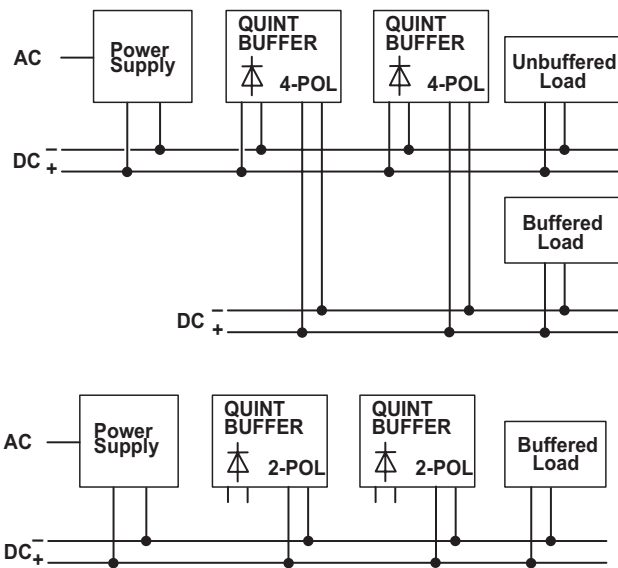 Power
Supply
QUINT
BUFFER
4-POL
QUINT
BUFFER
4-POL
Unbuffered
Load
AC
DC
–
+
Buffered
Load
DC
–
+
Power
Supply
QUINT
BUFFER
2-POL
QUINT
BUFFER
2-POL
Buffered
Load
AC
DC
–
+